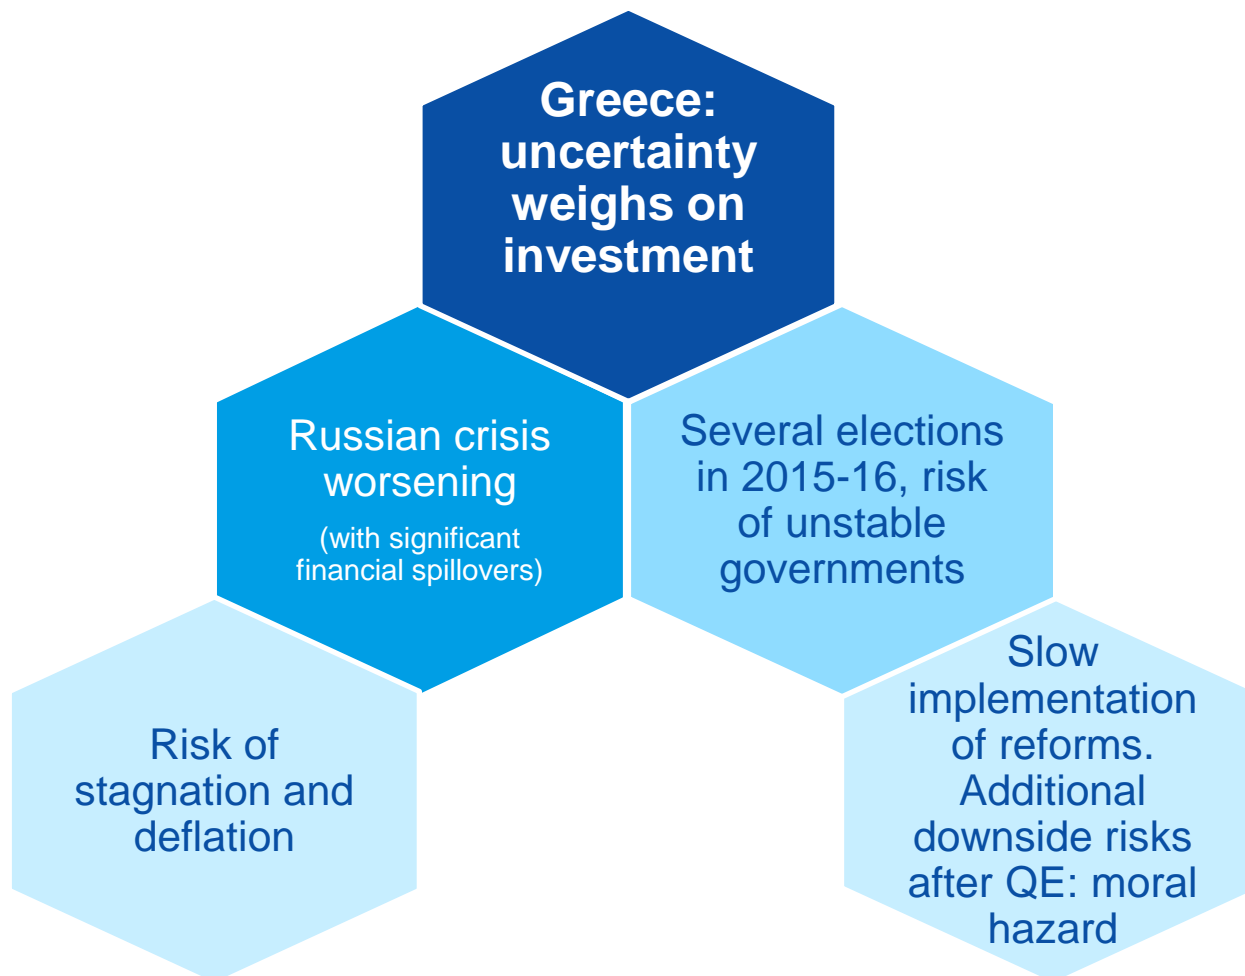 Greece:
uncertainty
weighs on
investment
Russian crisis
worsening
(with significant
financial spillovers)
Several elections
in 2015-16, risk
of unstable
governments
Risk of
stagnation and
deflation
Slow
implementation
of reforms.
Additional
downside risks
after QE: moral
hazard